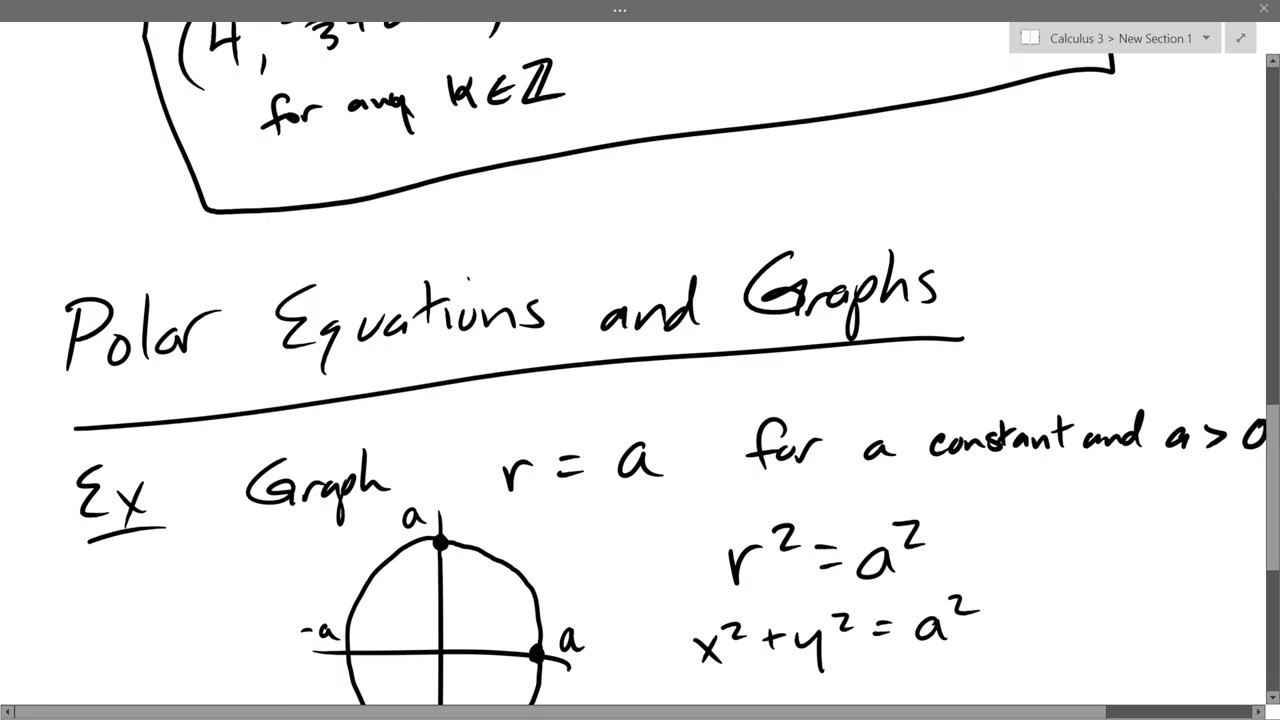 Calculus 3 > New Section 1
(4,
for any k ∈ ℤ
Polar Equations and Graphs
Ex Graph r = a for a constant and a > 0
a
r² = a²
-a a
x² + y² = a²